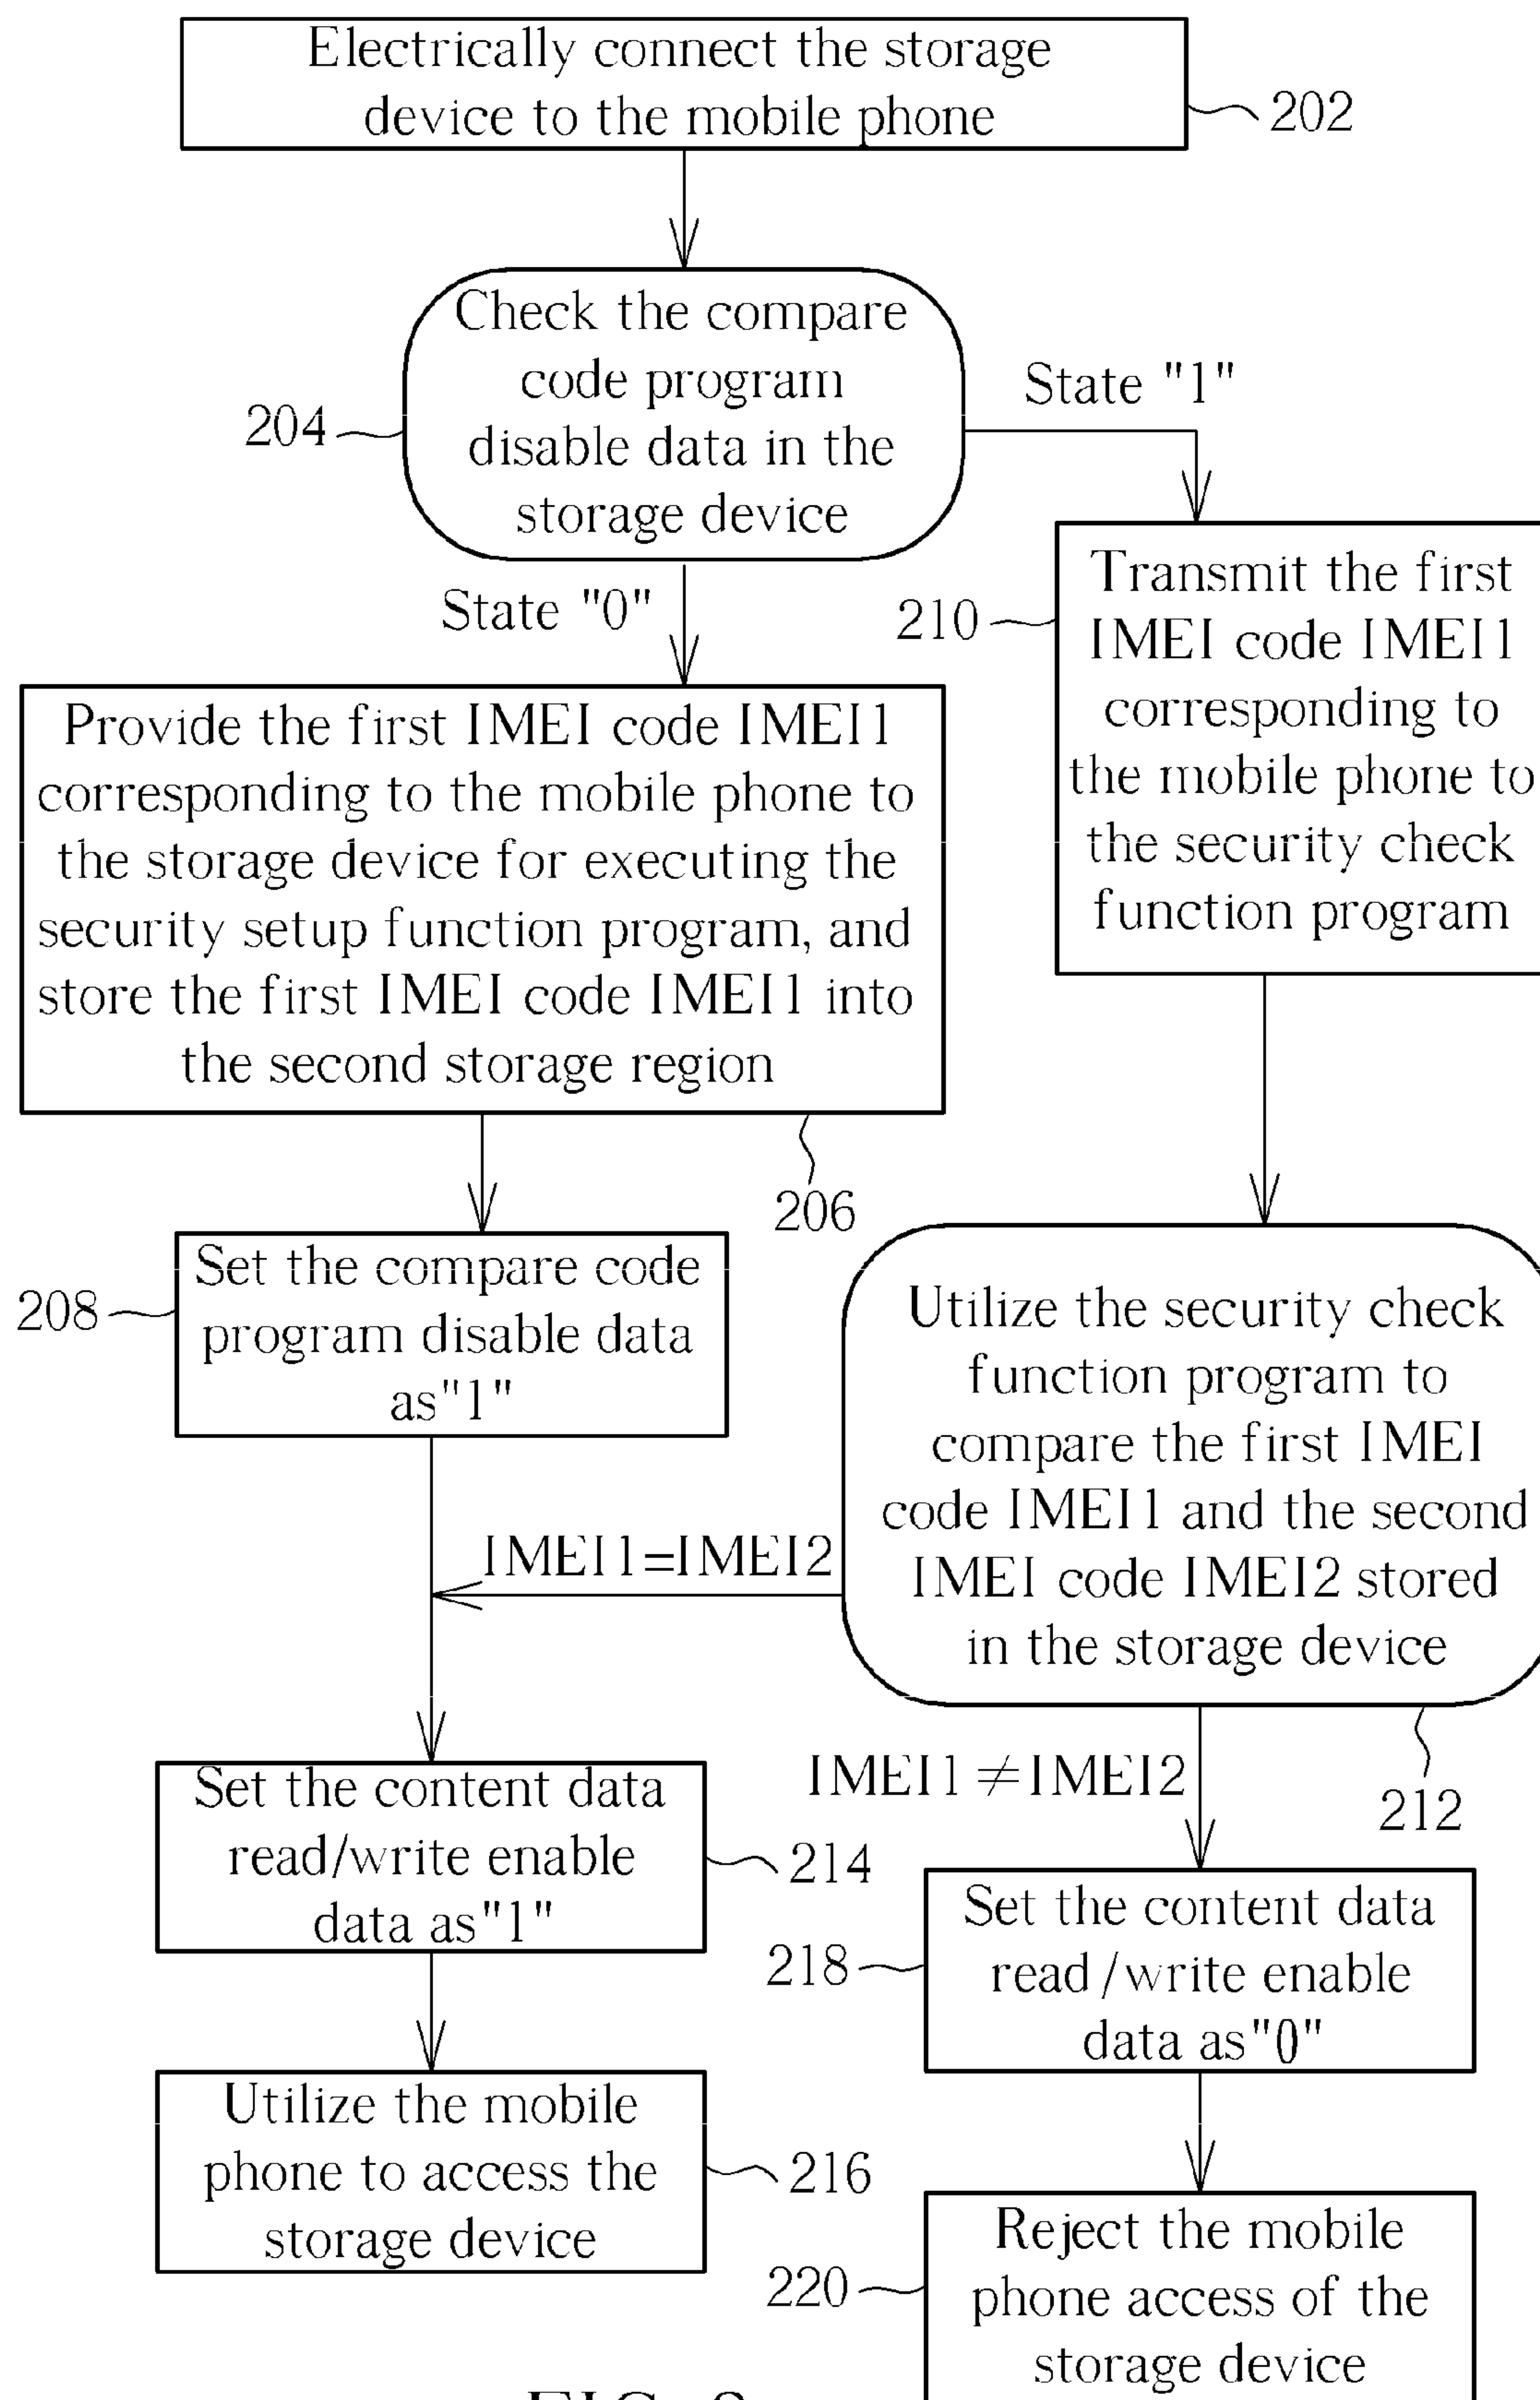 Electrically connect the storage
device to the mobile phone
202
Check the compare
code program
disable data in the
storage device
204
State "1"
State "0"
Transmit the first
IMEI code IMEI1
corresponding to
the mobile phone to
the security check
function program
210
Provide the first IMEI code IMEI1
corresponding to the mobile phone to
the storage device for executing the
security setup function program, and
store the first IMEI code IMEI1 into
the second storage region
206
Set the compare code
program disable data
as"1"
208
Utilize the security check
function program to
compare the first IMEI
code IMEI1 and the second
IMEI code IMEI2 stored
in the storage device
212
IMEI1=IMEI2
IMEI1≠IMEI2
Set the content data
read/write enable
data as"1"
214
Set the content data
read/write enable
data as"0"
218
Utilize the mobile
phone to access the
storage device
216
Reject the mobile
phone access of the
storage device
220